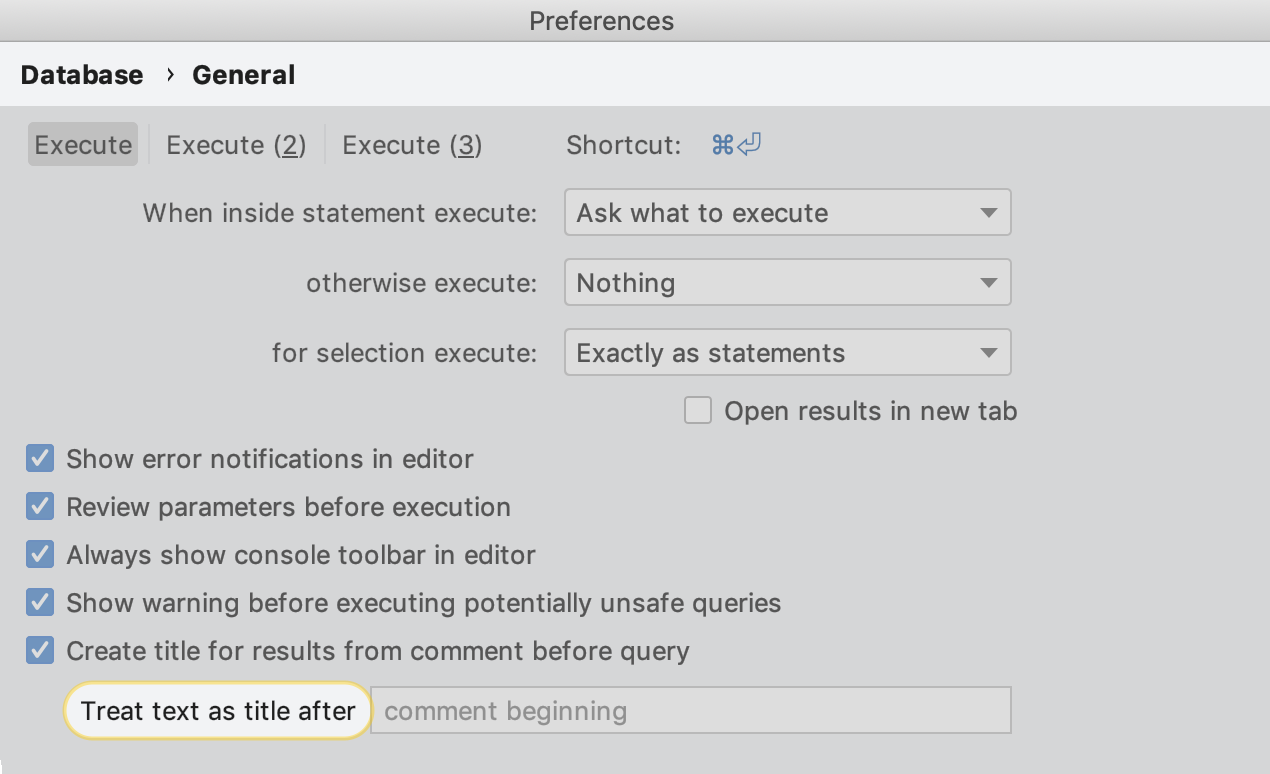 Preferences
Database › General
Execute Execute (2) Execute (3) Shortcut: ⌘⏎
When inside statement execute: Ask what to execute
otherwise execute: Nothing
for selection execute: Exactly as statements
Open results in new tab
Show error notifications in editor
Review parameters before execution
Always show console toolbar in editor
Show warning before executing potentially unsafe queries
Create title for results from comment before query
Treat text as title after comment beginning